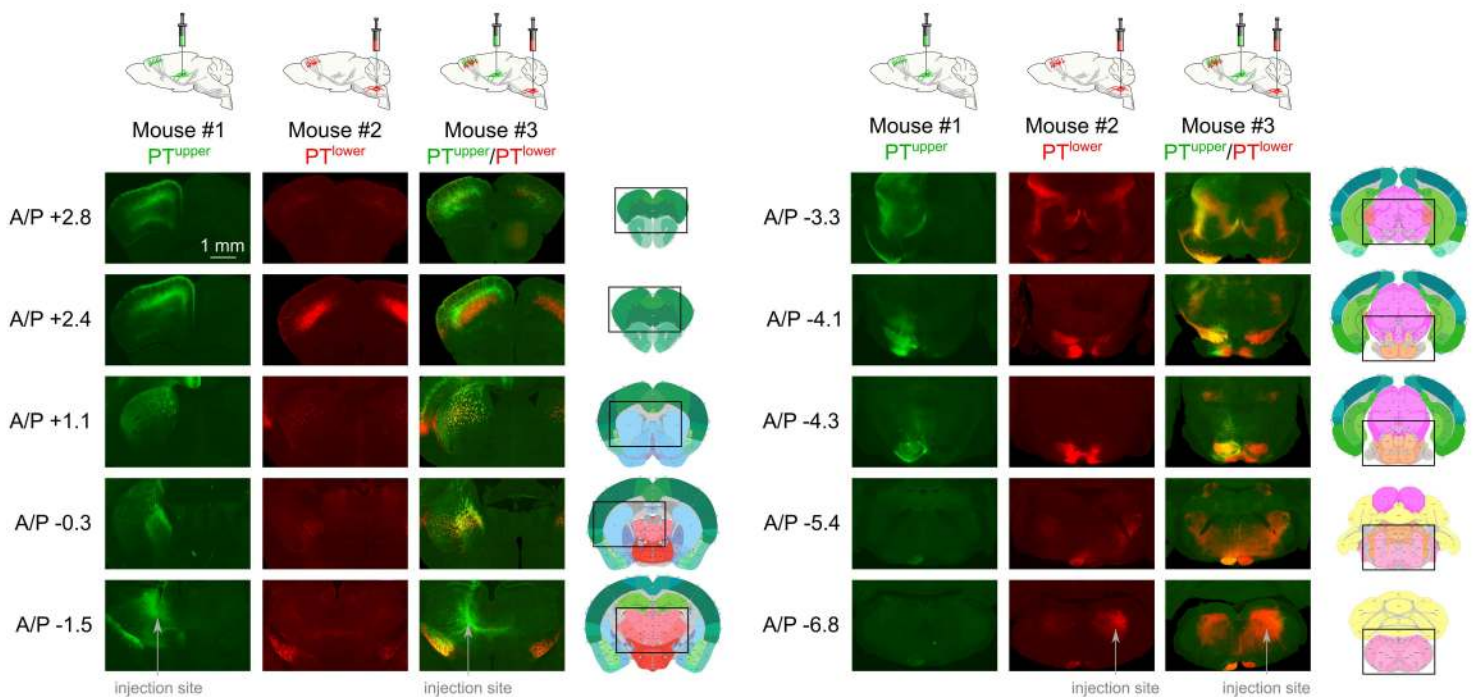 Mouse #1 Mouse #2 Mouse #3
PTupper PTlower PTupper/PTlower
A/P +2.8
1 mm
A/P +2.4
A/P +1.1
A/P -0.3
A/P -1.5
injection site injection site
Mouse #1 Mouse #2 Mouse #3
PTupper PTlower PTupper/PTlower
A/P -3.3
A/P -4.1
A/P -4.3
A/P -5.4
A/P -6.8
injection site injection site